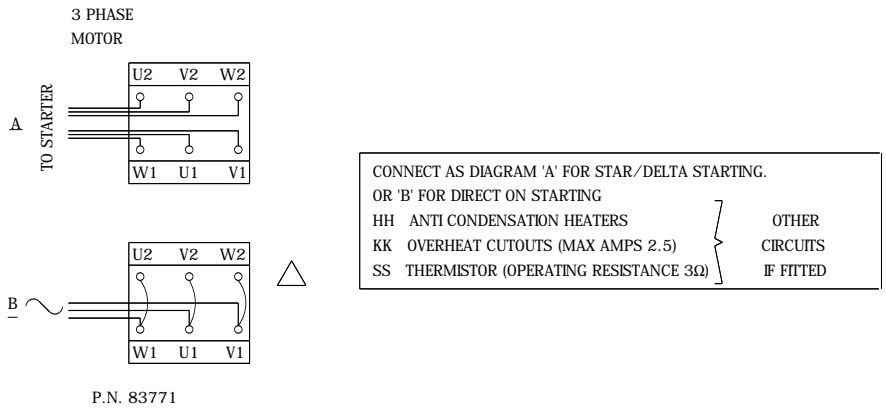 3 PHASE
MOTOR
U2 V2 W2
A
TO STARTER
W1 U1 V1
CONNECT AS DIAGRAM 'A' FOR STAR/DELTA STARTING.
OR 'B' FOR DIRECT ON STARTING
HH ANTI CONDENSATION HEATERS OTHER
KK OVERHEAT CUTOUTS (MAX AMPS 2.5) CIRCUITS
SS THERMISTOR (OPERATING RESISTANCE 3Ω) IF FITTED
U2 V2 W2
B
W1 U1 V1
P.N. 83771